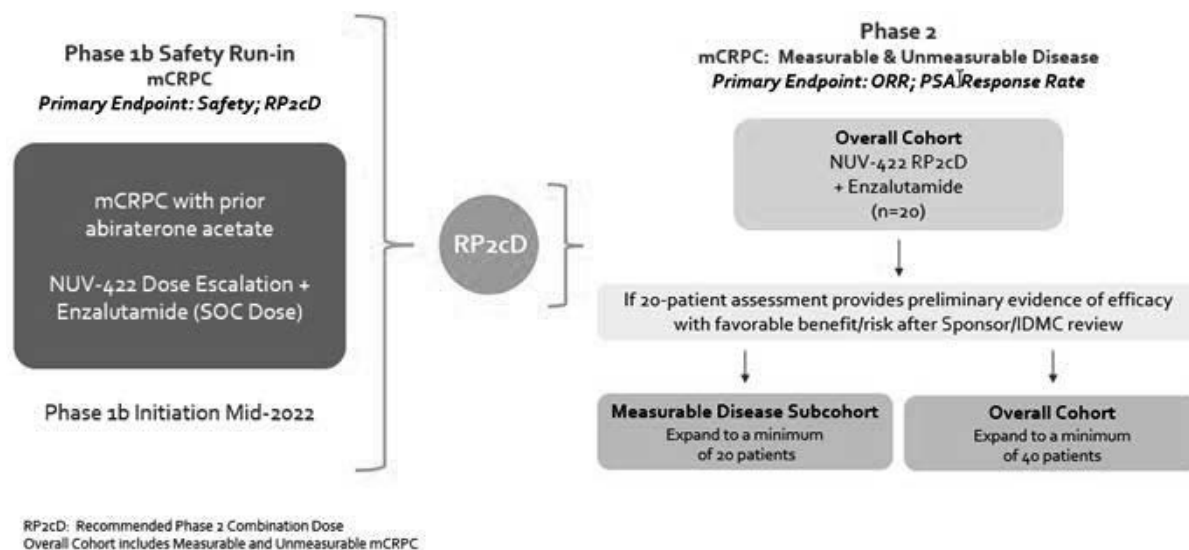 Phase 1b Safety Run-in
mCRPC
Primary Endpoint: Safety; RP2cD
mCRPC with prior
abiraterone acetate
NUV-422 Dose Escalation +
Enzalutamide (SOC Dose)
Phase 1b Initiation Mid-2022
RP2cD
Phase 2
mCRPC: Measurable & Unmeasurable Disease
Primary Endpoint: ORR; PSA Response Rate
Overall Cohort
NUV-422 RP2cD
+ Enzalutamide
(n=20)
If 20-patient assessment provides preliminary evidence of efficacy
with favorable benefit/risk after Sponsor/IDMC review
Measurable Disease Subcohort
Expand to a minimum
of 20 patients
Overall Cohort
Expand to a minimum
of 40 patients
RP2cD: Recommended Phase 2 Combination Dose
Overall Cohort includes Measurable and Unmeasurable mCRPC